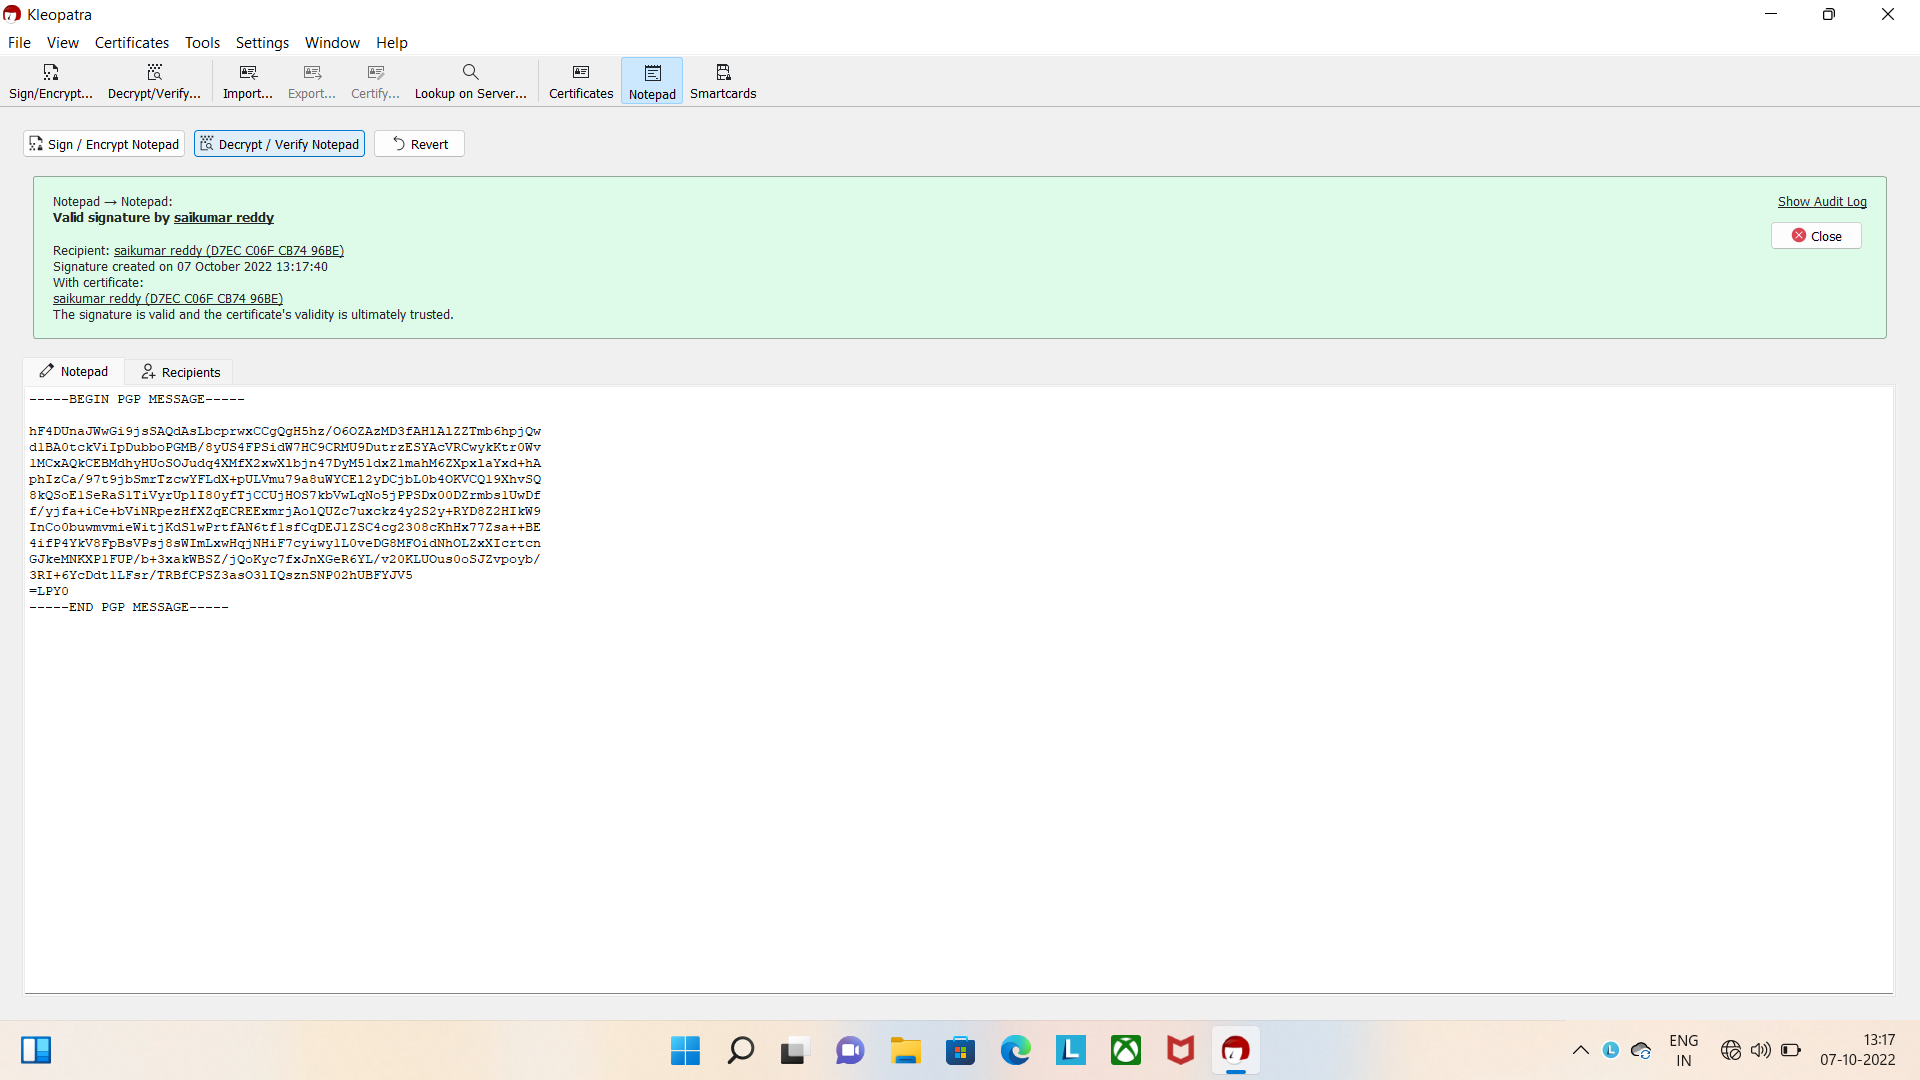 Kleopatra
File View Certificates Tools Settings Window Help
Sign/Encrypt... Decrypt/Verify... Import... Export... Certify... Lookup on Server... Certificates Notepad Smartcards
Sign / Encrypt Notepad Decrypt / Verify Notepad Revert
Notepad → Notepad:
Show Audit Log
Valid signature by saikumar reddy
Close
Recipient: saikumar reddy (D7EC C06F CB74 96BE)
Signature created on 07 October 2022 13:17:40
With certificate:
saikumar reddy (D7EC C06F CB74 96BE)
The signature is valid and the certificate's validity is ultimately trusted.
Notepad Recipients
-----BEGIN PGP MESSAGE-----
hF4DUnaJWwGi9jsSAQdAsLbcprwxCCgQgH5hz/O6OZAzMD3fAHlAlZZTmb6hpjQw
dlBA0tckViIpDubboPGMB/8yUS4FPSidW7HC9CRMU9DutrzESYAcVRCwykKtr0Wv
1MCxAQkCEBMdhyHUoSOJudq4XMfX2xwXlbjn47DyM5ldxZlmahM6ZXpxlaYxd+hA
phIzCa/97t9jbSmrTzcwYFLdX+pULVmu79a8uWYCEl2yDCjbL0b4OKVCQl9XhvSQ
8kQSoElSeRaSlTiVyrUplI80yfTjCCUjHOS7kbVwLqNo5jPPSDx00DZrmbslUwDf
f/yjfa+iCe+bViNRpezHfXZqECREExmrjAolQUZc7uxckz4y2S2y+RYD8Z2HIkW9
InCo0buwmvmieWitjKdSlwPrtfAN6tflsfCqDEJlZSC4cg2308cKhHx77Zsa++BE
4ifP4YkV8FpBsVPsj8sWImLxwHqjNHiF7cyiwylL0veDG8MFOidNhOLZxXIcrtcn
GJkeMNKXPlFUP/b+3xakWBSZ/jQoKyc7fxJnXGeR6YL/v20KLUOus0oSJZvpoyb/
3RI+6YcDdtlLFsr/TRBfCPSZ3asO3lIQsznSNP02hUBFYJV5
=LPY0
-----END PGP MESSAGE-----
ENG
IN
13:17
07-10-2022